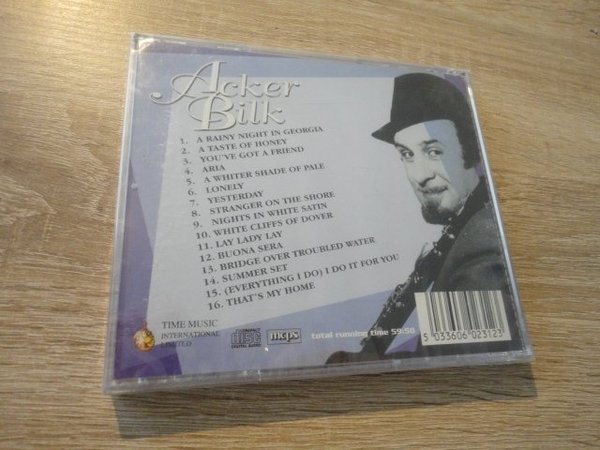 Acker
Bilk
1. A RAINY NIGHT IN GEORGIA
2. A TASTE OF HONEY
3. YOU'VE GOT A FRIEND
4. ARIA
5. A WHITER SHADE OF PALE
6. LONELY
7. YESTERDAY
8. STRANGER ON THE SHORE
9. NIGHTS IN WHITE SATIN
10. WHITE CLIFFS OF DOVER
11. LAY LADY LAY
12. BUONA SERA
13. BRIDGE OVER TROUBLED WATER
14. SUMMER SET
15. (EVERYTHING I DO) I DO IT FOR YOU
16. THAT'S MY HOME
TIME MUSIC
INTERNATIONAL
LIMITED
COMPACT
disc
DIGITAL AUDIO
mcps
total running time 59:50
5 033606 023123